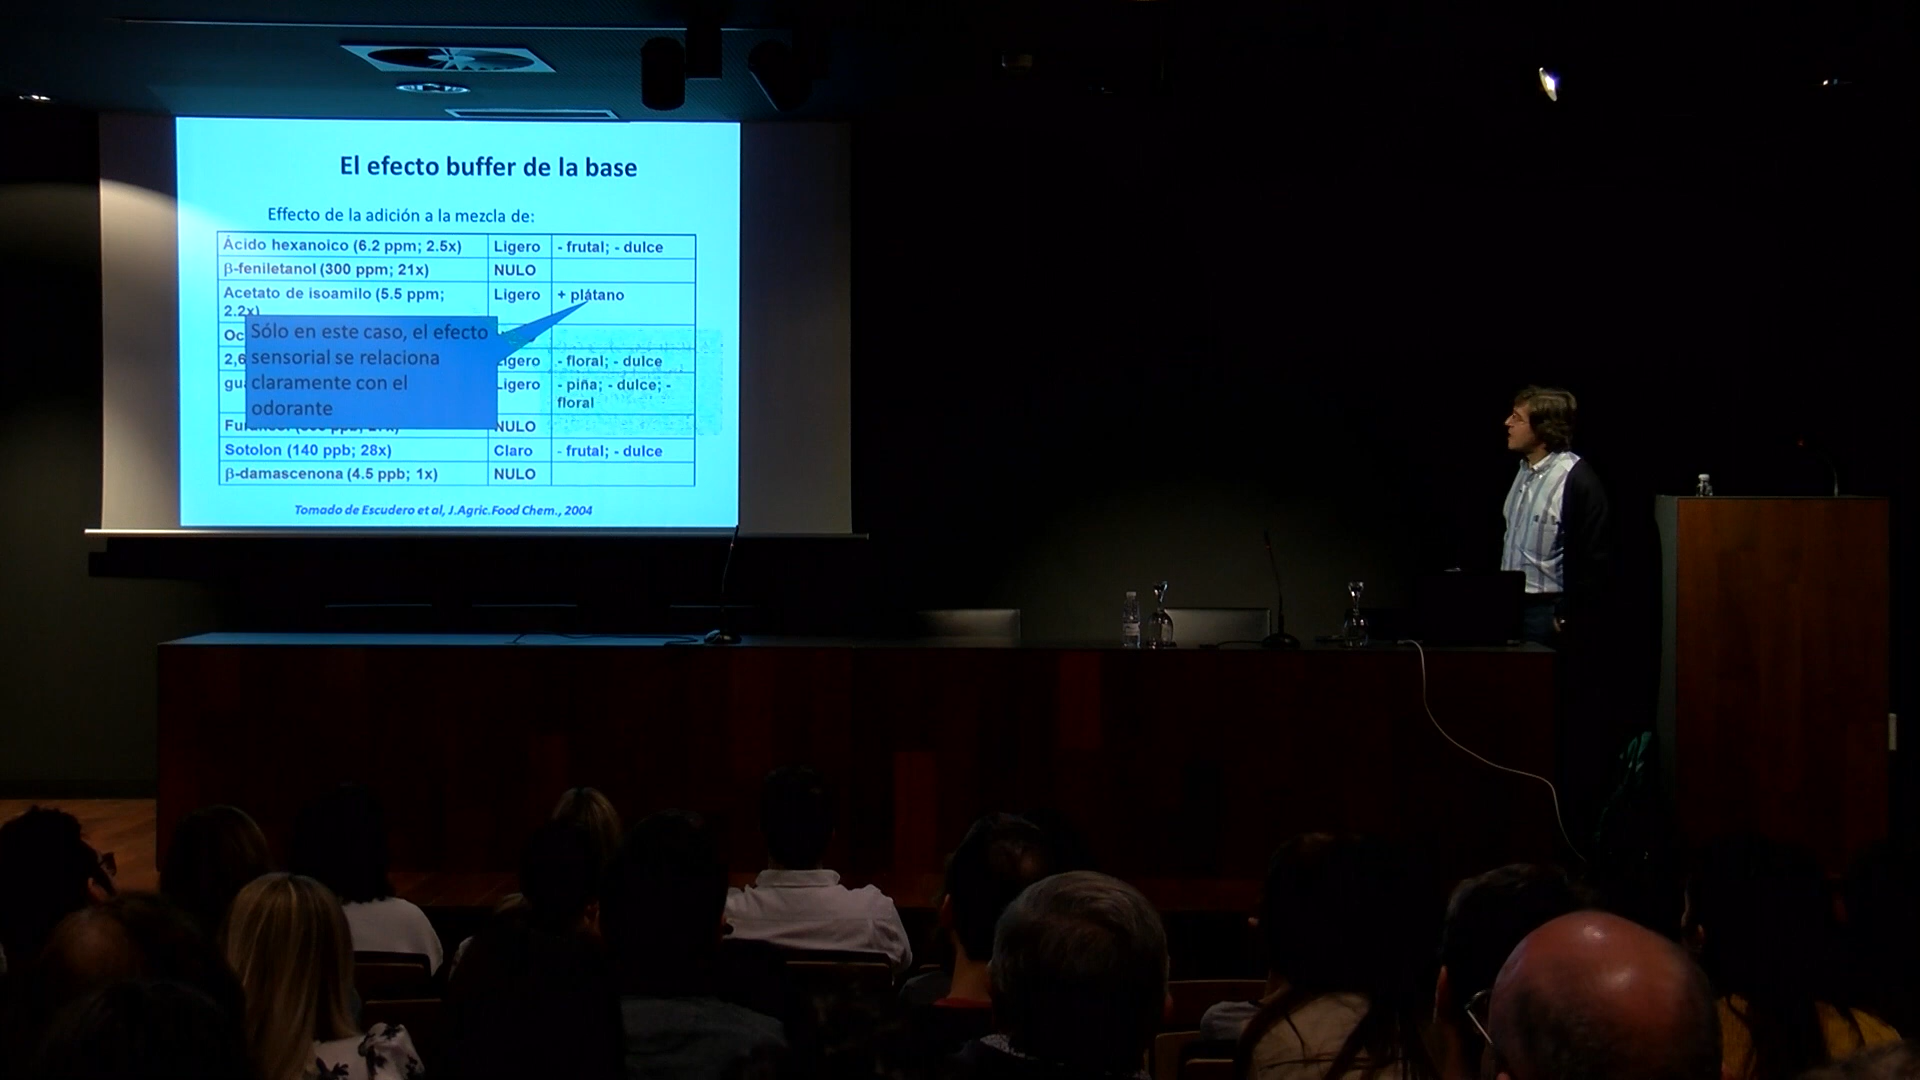 El efecto buffer de la base
Effecto de la adición a la mezcla de:
Ácido hexanoico (6.2 ppm; 2.5x) Ligero - frutal; - dulce
β-feniletanol (300 ppm; 21x) NULO
Acetato de isoamilo (5.5 ppm; Ligero + plátano
2.2x)
Sólo en este caso, el efecto
sensorial se relaciona
claramente con el
odorante
Ligero - floral; - dulce
Ligero - piña; - dulce; -
floral
NULO
Sotolon (140 ppb; 28x) Claro - frutal; - dulce
β-damascenona (4.5 ppb; 1x) NULO
Tomado de Escudero et al, J.Agric.Food Chem., 2004